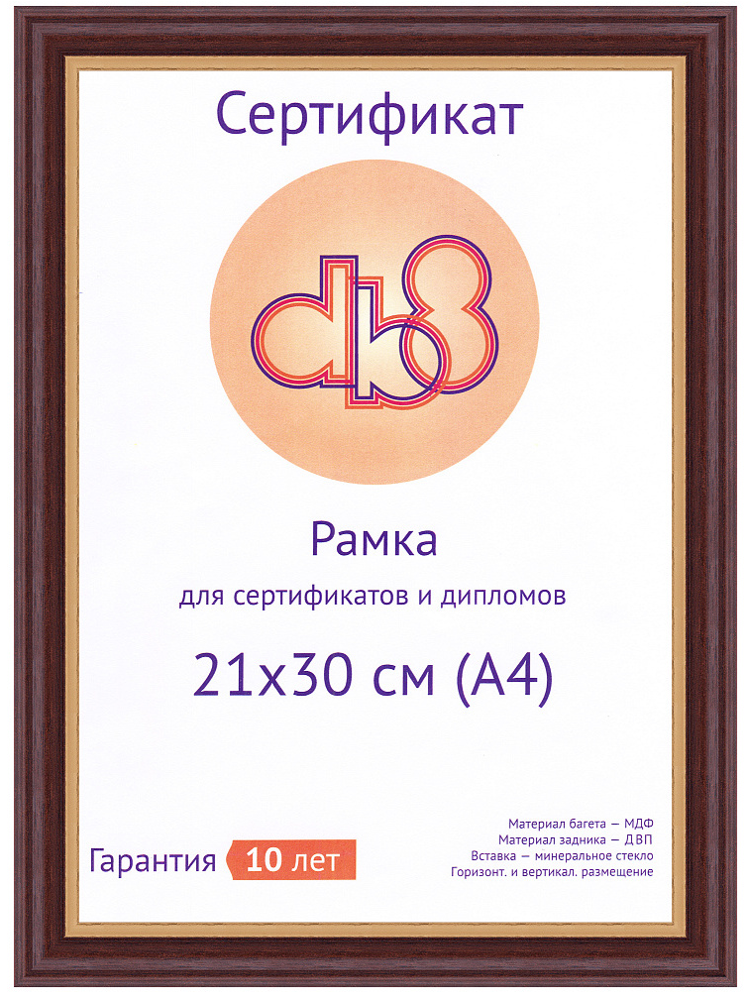 Сертификат
db8
Рамка
для сертификатов и дипломов
21х30 см (А4)
Материал багета — МДФ
Материал задника — ДВП
Вставка — минеральное стекло
Горизонт. и вертикал. размещение
Гарантия 10 лет